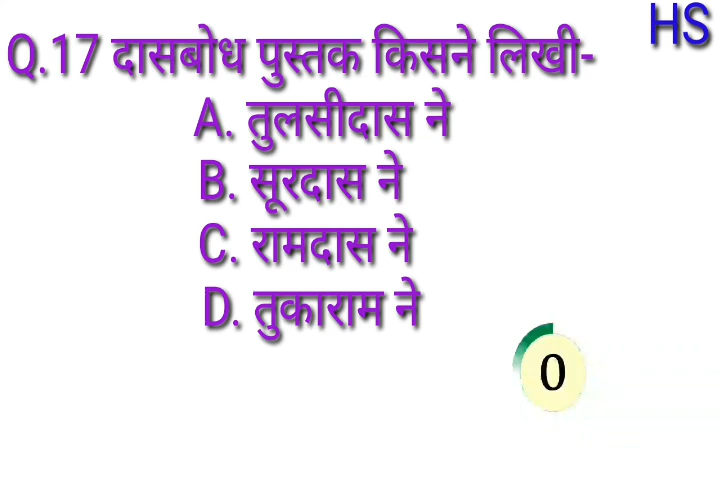 HS
Q.17 दासबोध पुस्तक किसने लिखी-
A. तुलसीदास ने
B. सूरदास ने
C. रामदास ने
D. तुकाराम ने
0